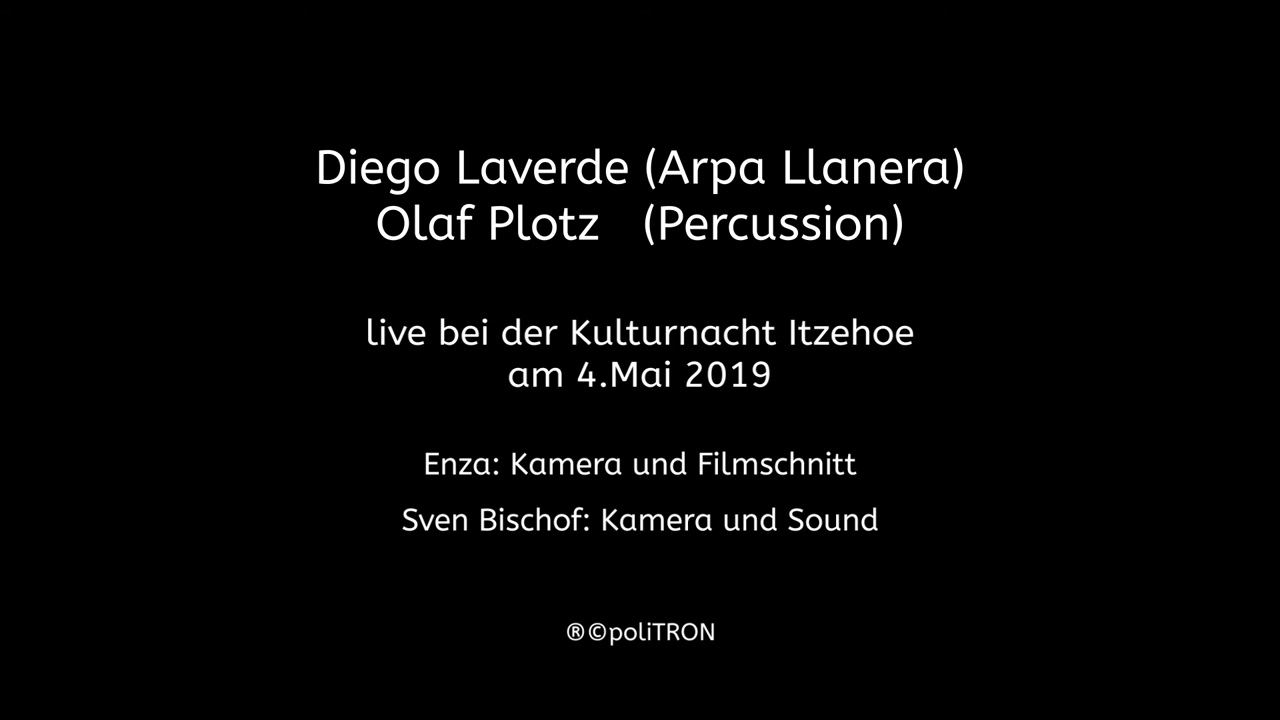 Diego Laverde (Arpa Llanera)
Olaf Plotz (Percussion)
live bei der Kulturnacht Itzehoe
am 4.Mai 2019
Enza: Kamera und Filmschnitt
Sven Bischof: Kamera und Sound
®©poliTRON